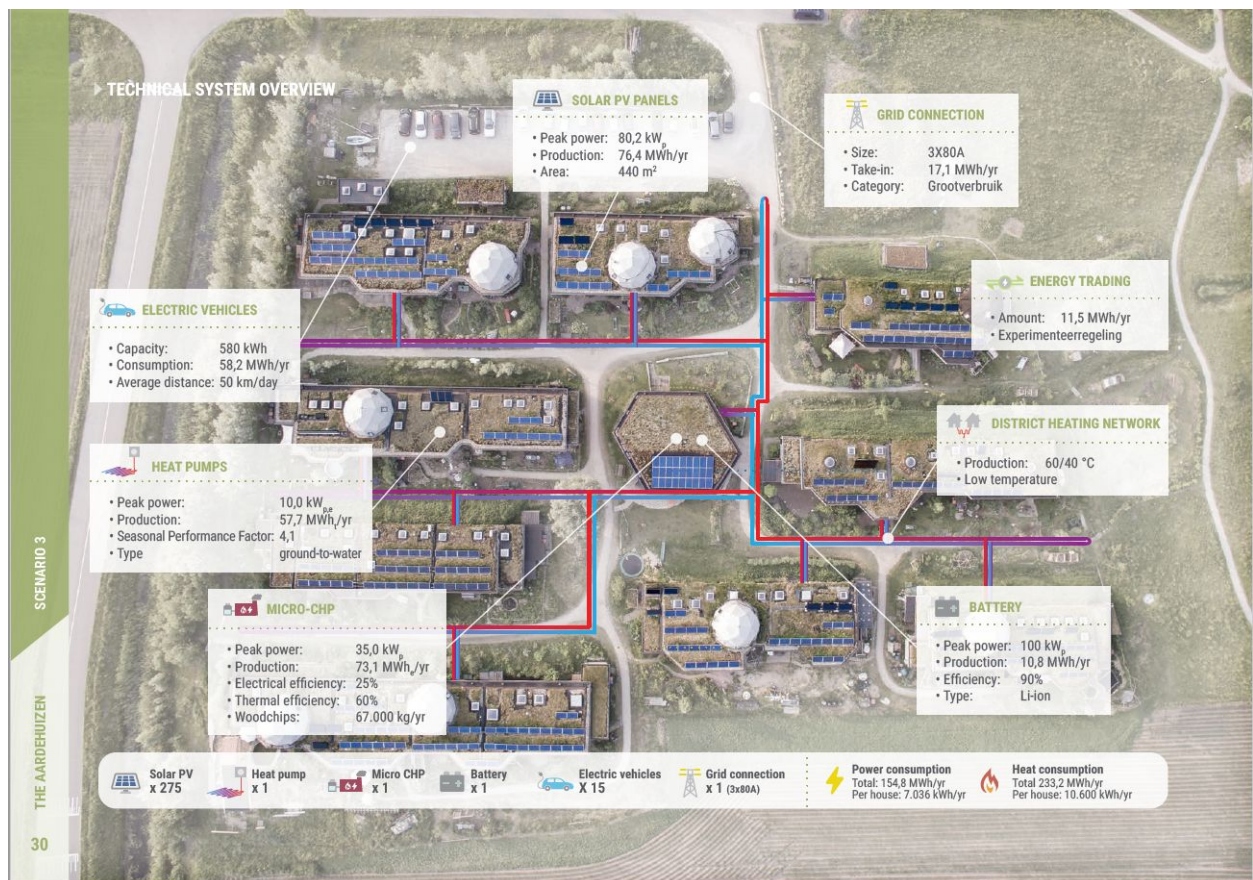 TECHNICAL SYSTEM OVERVIEW
SOLAR PV PANELS
• Peak power: 80,2 kWp
• Production: 76,4 MWh/yr
• Area: 440 m²
GRID CONNECTION
• Size: 3X80A
• Take-in: 17,1 MWh/yr
• Category: Grootverbruik
ENERGY TRADING
• Amount: 11,5 MWh/yr
• Experimenteerregeling
ELECTRIC VEHICLES
• Capacity: 580 kWh
• Consumption: 58,2 MWh/yr
• Average distance: 50 km/day
DISTRICT HEATING NETWORK
• Production: 60/40 °C
• Low temperature
HEAT PUMPS
• Peak power: 10,0 kWp,e
• Production: 57,7 MWht/yr
• Seasonal Performance Factor: 4,1
• Type ground-to-water
MICRO-CHP
• Peak power: 35,0 kWp
• Production: 73,1 MWhe/yr
• Electrical efficiency: 25%
• Thermal efficiency: 60%
• Woodchips: 67.000 kg/yr
BATTERY
• Peak power: 100 kWp
• Production: 10,8 MWh/yr
• Efficiency: 90%
• Type: Li-ion
Solar PV
x 275
Heat pump
x 1
Micro CHP
x 1
Battery
x 1
Electric vehicles
X 15
Grid connection
x 1 (3x80A)
Power consumption
Total: 154,8 MWh/yr
Per house: 7.036 kWh/yr
Heat consumption
Total 233,2 MWh/yr
Per house: 10.600 kWh/yr
SCENARIO 3
THE AARDEHUIZEN
30